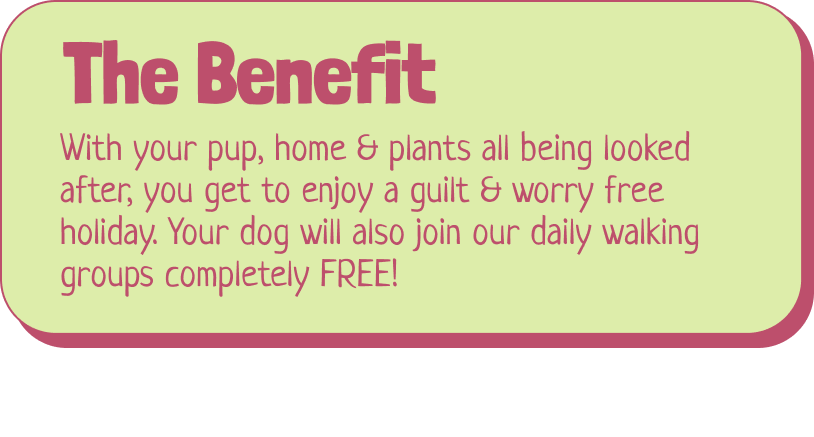 The Benefit
With your pup, home & plants all being looked
after, you get to enjoy a guilt & worry free
holiday. Your dog will also join our daily walking
groups completely FREE!